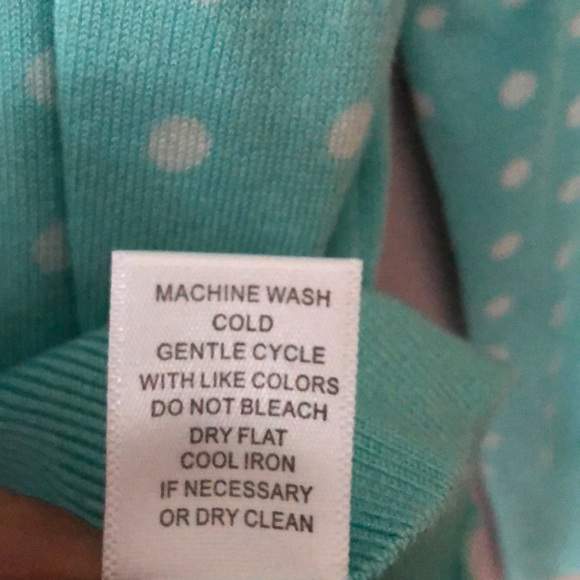 MACHINE WASH
COLD
GENTLE CYCLE
WITH LIKE COLORS
DO NOT BLEACH
DRY FLAT
COOL IRON
IF NECESSARY
OR DRY CLEAN